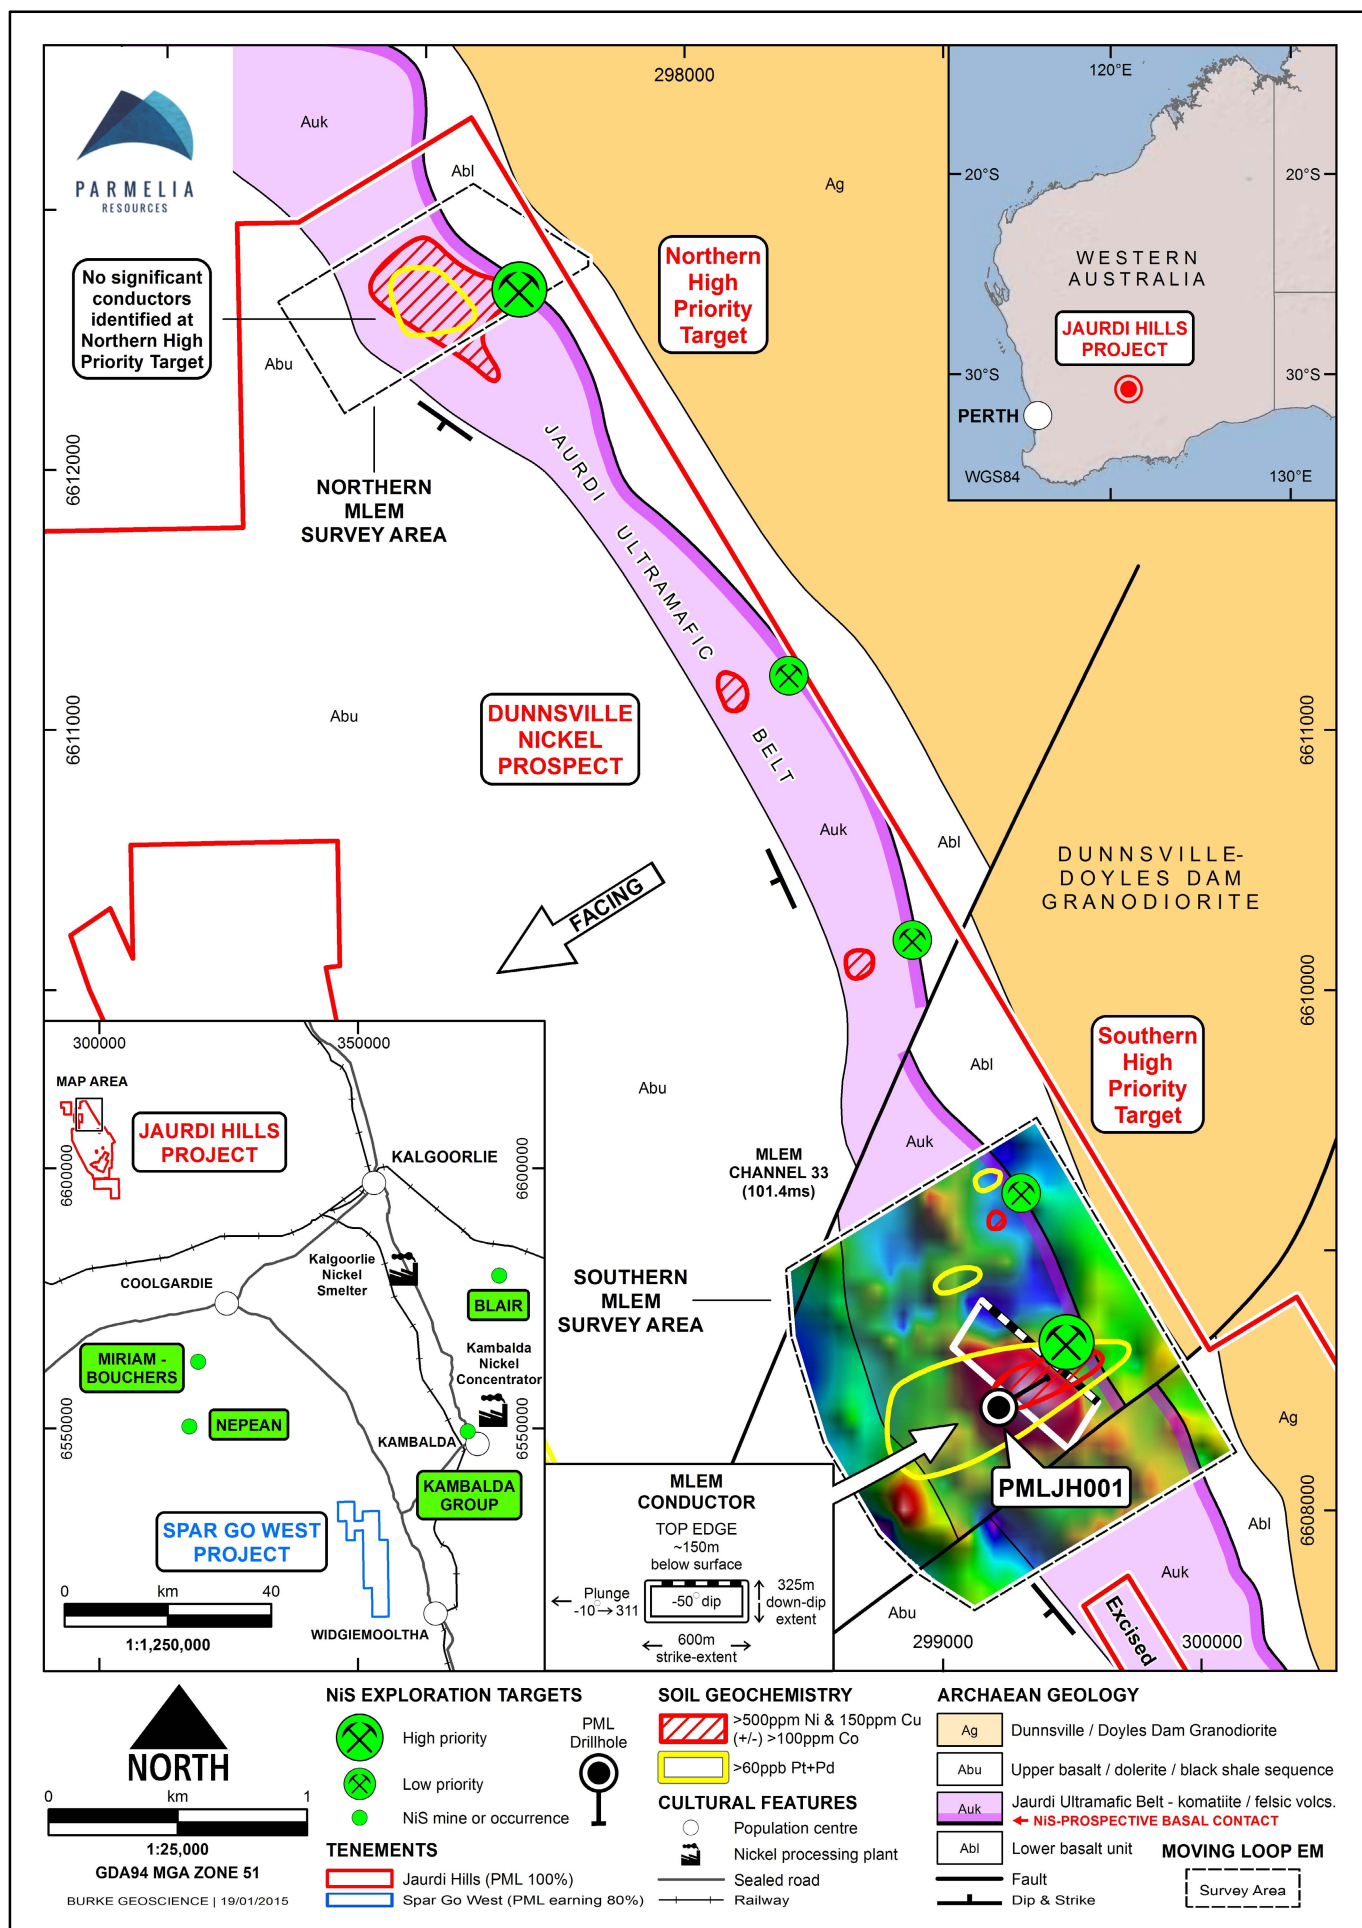 298000
PARMELIA
RESOURCES
Auk
Abl
Ag
120°E
20°S
20°S
WESTERN
AUSTRALIA
JAURDI HILLS
PROJECT
30°S
30°S
PERTH
WGS84
130°E
No significant
conductors
identified at
Northern High
Priority Target
Northern
High
Priority
Target
Abu
NORTHERN
MLEM
SURVEY AREA
6612000
JAURDI ULTRAMAFIC BELT
Abu
DUNNSVILLE
NICKEL
PROSPECT
6611000
6611000
Auk
Abl
DUNNSVILLE-
DOYLES DAM
GRANODIORITE
FACING
6610000
Southern
High
Priority
Target
Abl
Abu
Auk
MLEM
CHANNEL 33
(101.4ms)
SOUTHERN
MLEM
SURVEY AREA
PMLJH001
Ag
Abl
6608000
Auk
Abu
Excised
299000
300000
300000
350000
MAP AREA
JAURDI HILLS
PROJECT
6600000
6600000
KALGOORLIE
Kalgoorlie
Nickel
Smelter
COOLGARDIE
BLAIR
MIRIAM -
BOUCHERS
Kambalda
Nickel
Concentrator
NEPEAN
6550000
6550000
KAMBALDA
KAMBALDA
GROUP
SPAR GO WEST
PROJECT
0 km 40
1:1,250,000
WIDGIEMOOLTHA
MLEM
CONDUCTOR
TOP EDGE
~150m
below surface
Plunge
-10°→311
-50° dip
325m
down-dip
extent
600m
strike-extent
NORTH
0 km 1
1:25,000
GDA94 MGA ZONE 51
BURKE GEOSCIENCE | 19/01/2015
NiS EXPLORATION TARGETS
High priority
Low priority
NiS mine or occurrence
PML
Drillhole
TENEMENTS
Jaurdi Hills (PML 100%)
Spar Go West (PML earning 80%)
SOIL GEOCHEMISTRY
>500ppm Ni & 150ppm Cu
(+/-) >100ppm Co
>60ppb Pt+Pd
CULTURAL FEATURES
Population centre
Nickel processing plant
Sealed road
Railway
ARCHAEAN GEOLOGY
Ag Dunnsville / Doyles Dam Granodiorite
Abu Upper basalt / dolerite / black shale sequence
Auk Jaurdi Ultramafic Belt - komatiite / felsic volcs.
NiS-PROSPECTIVE BASAL CONTACT
Abl Lower basalt unit
Fault
Dip & Strike
MOVING LOOP EM
Survey Area